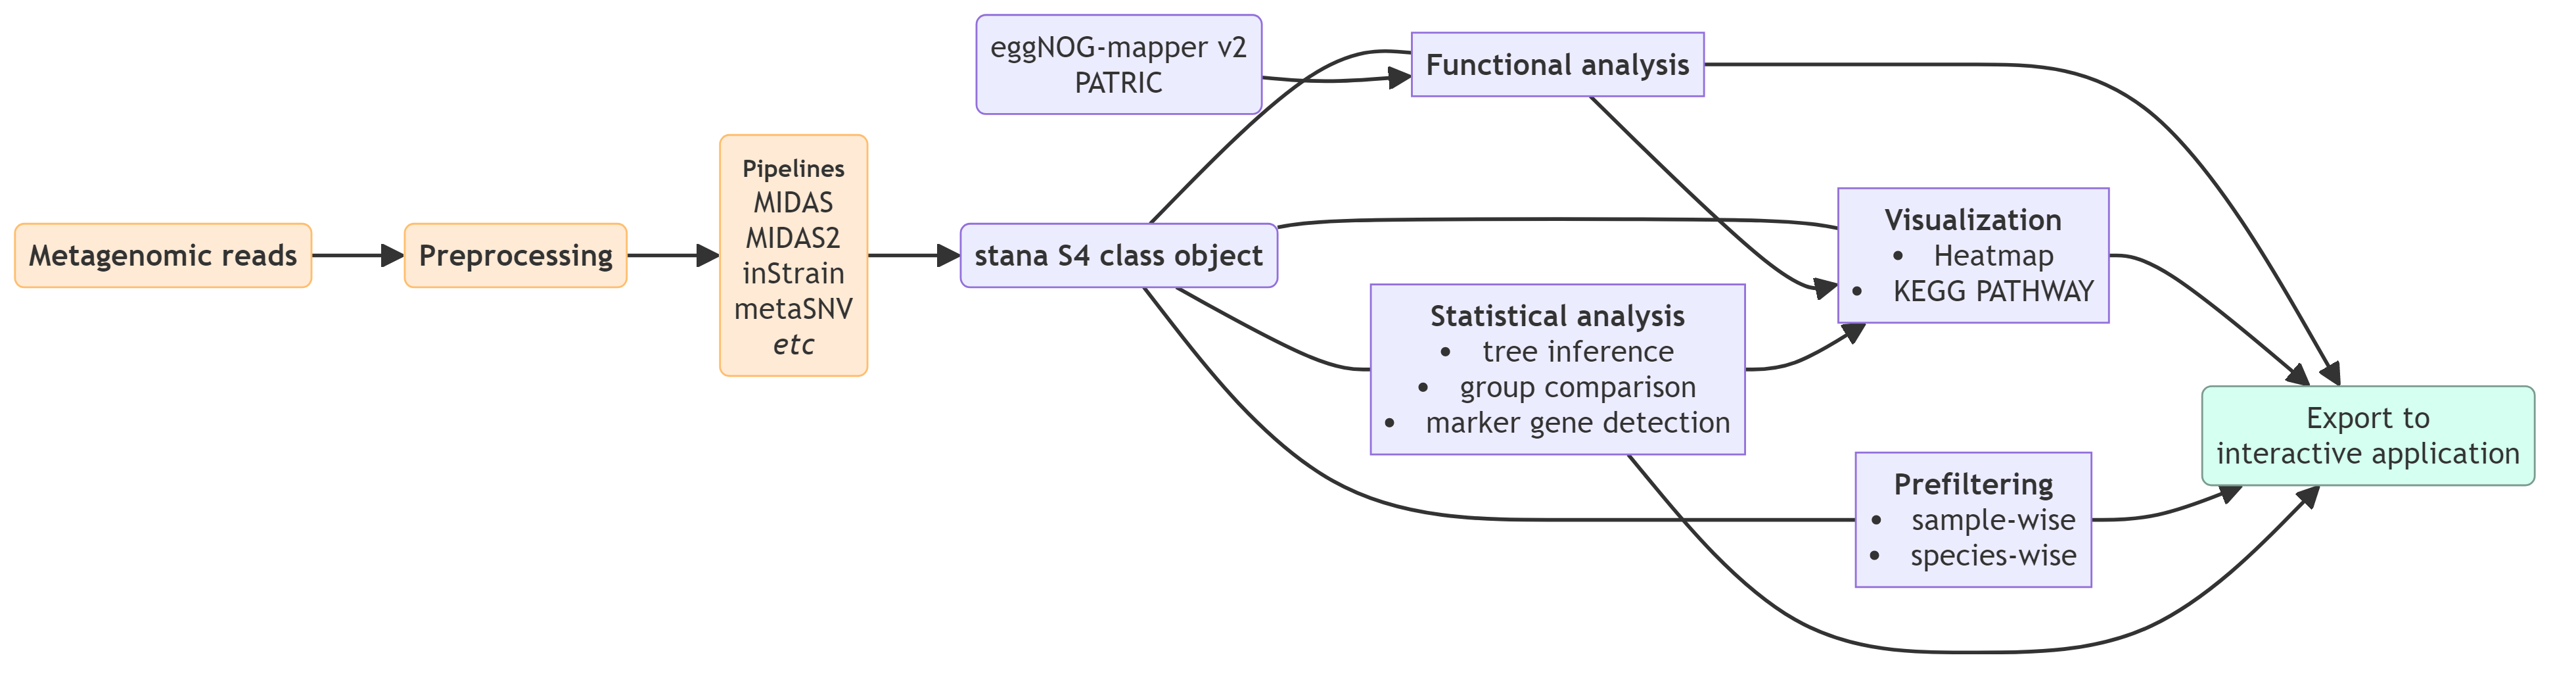 Metagenomic reads
Preprocessing
Pipelines
MIDAS
MIDAS2
inStrain
metaSNV
etc
eggNOG-mapper v2
PATRIC
stana S4 class object
Functional analysis
Statistical analysis
• tree inference
• group comparison
• marker gene detection
Visualization
• Heatmap
• KEGG PATHWAY
Prefiltering
• sample-wise
• species-wise
Export to
interactive application